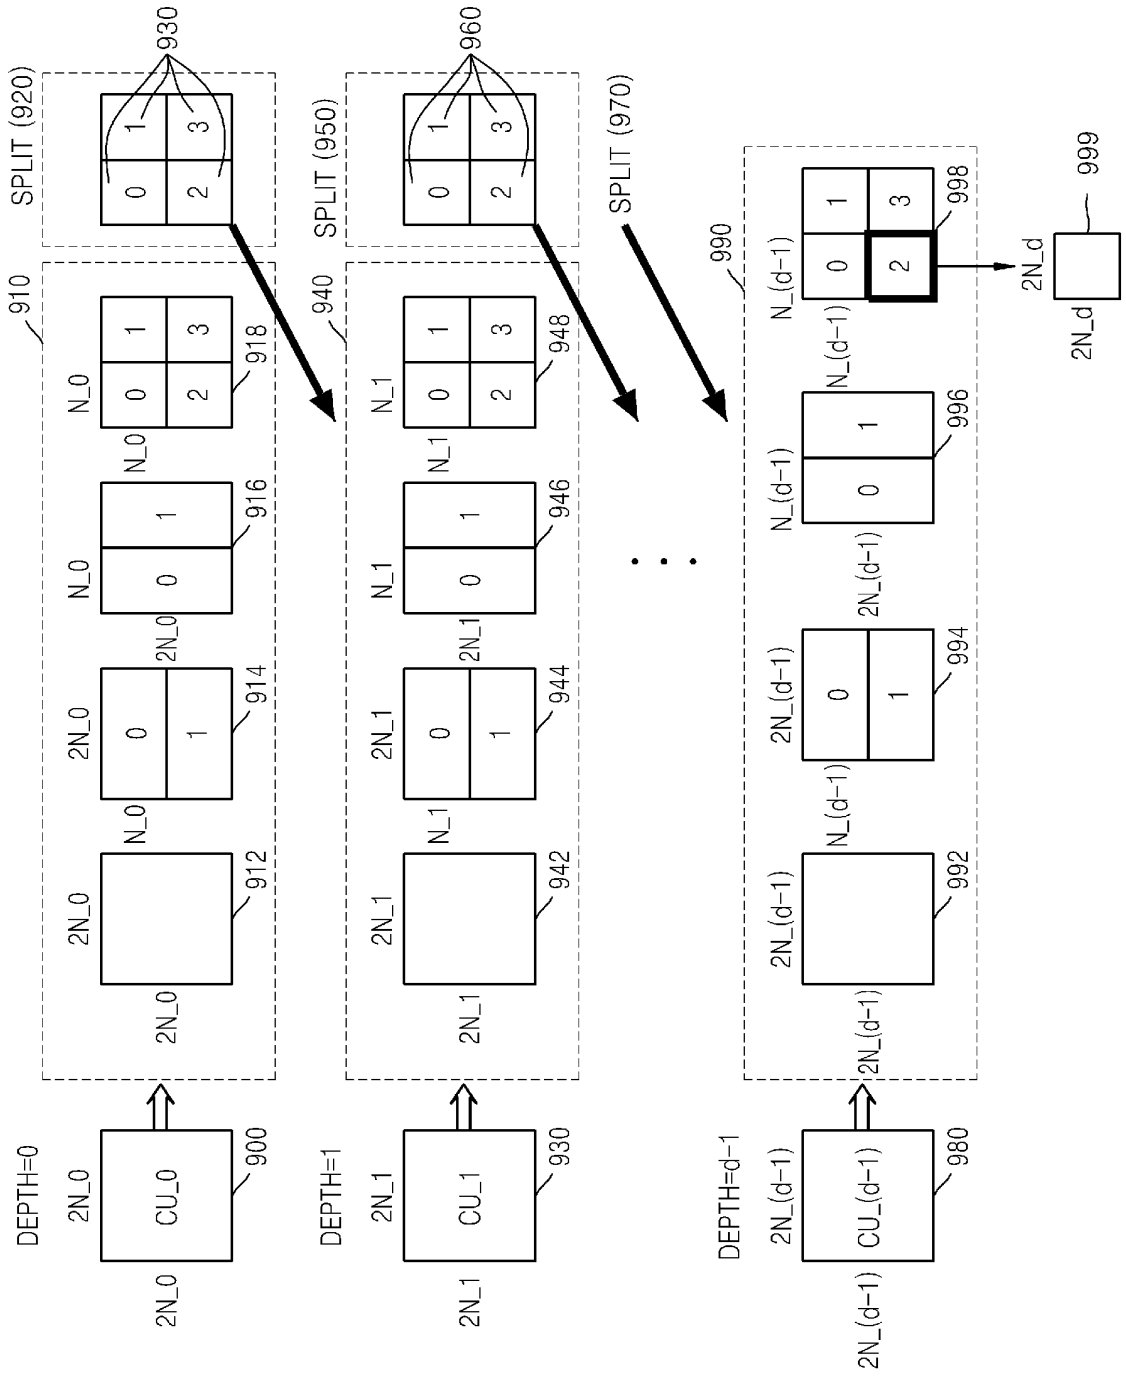 DEPTH=0
2N_0
2N_0
CU_0
900
910
2N_0
2N_0
912
2N_0
N_0
0
1
914
N_0
2N_0
0
1
916
N_0
N_0
0
1
2
3
918
SPLIT (920)
0
1
2
3
930
DEPTH=1
2N_1
2N_1
CU_1
930
940
2N_1
2N_1
942
2N_1
N_1
0
1
944
N_1
2N_1
0
1
946
N_1
N_1
0
1
2
3
948
SPLIT (950)
0
1
2
3
960
SPLIT (970)
DEPTH=d-1
2N_(d-1)
2N_(d-1)
CU_(d-1)
980
990
2N_(d-1)
2N_(d-1)
992
2N_(d-1)
N_(d-1)
0
1
994
N_(d-1)
2N_(d-1)
0
1
996
N_(d-1)
N_(d-1)
0
1
2
3
998
2N_d
2N_d
999